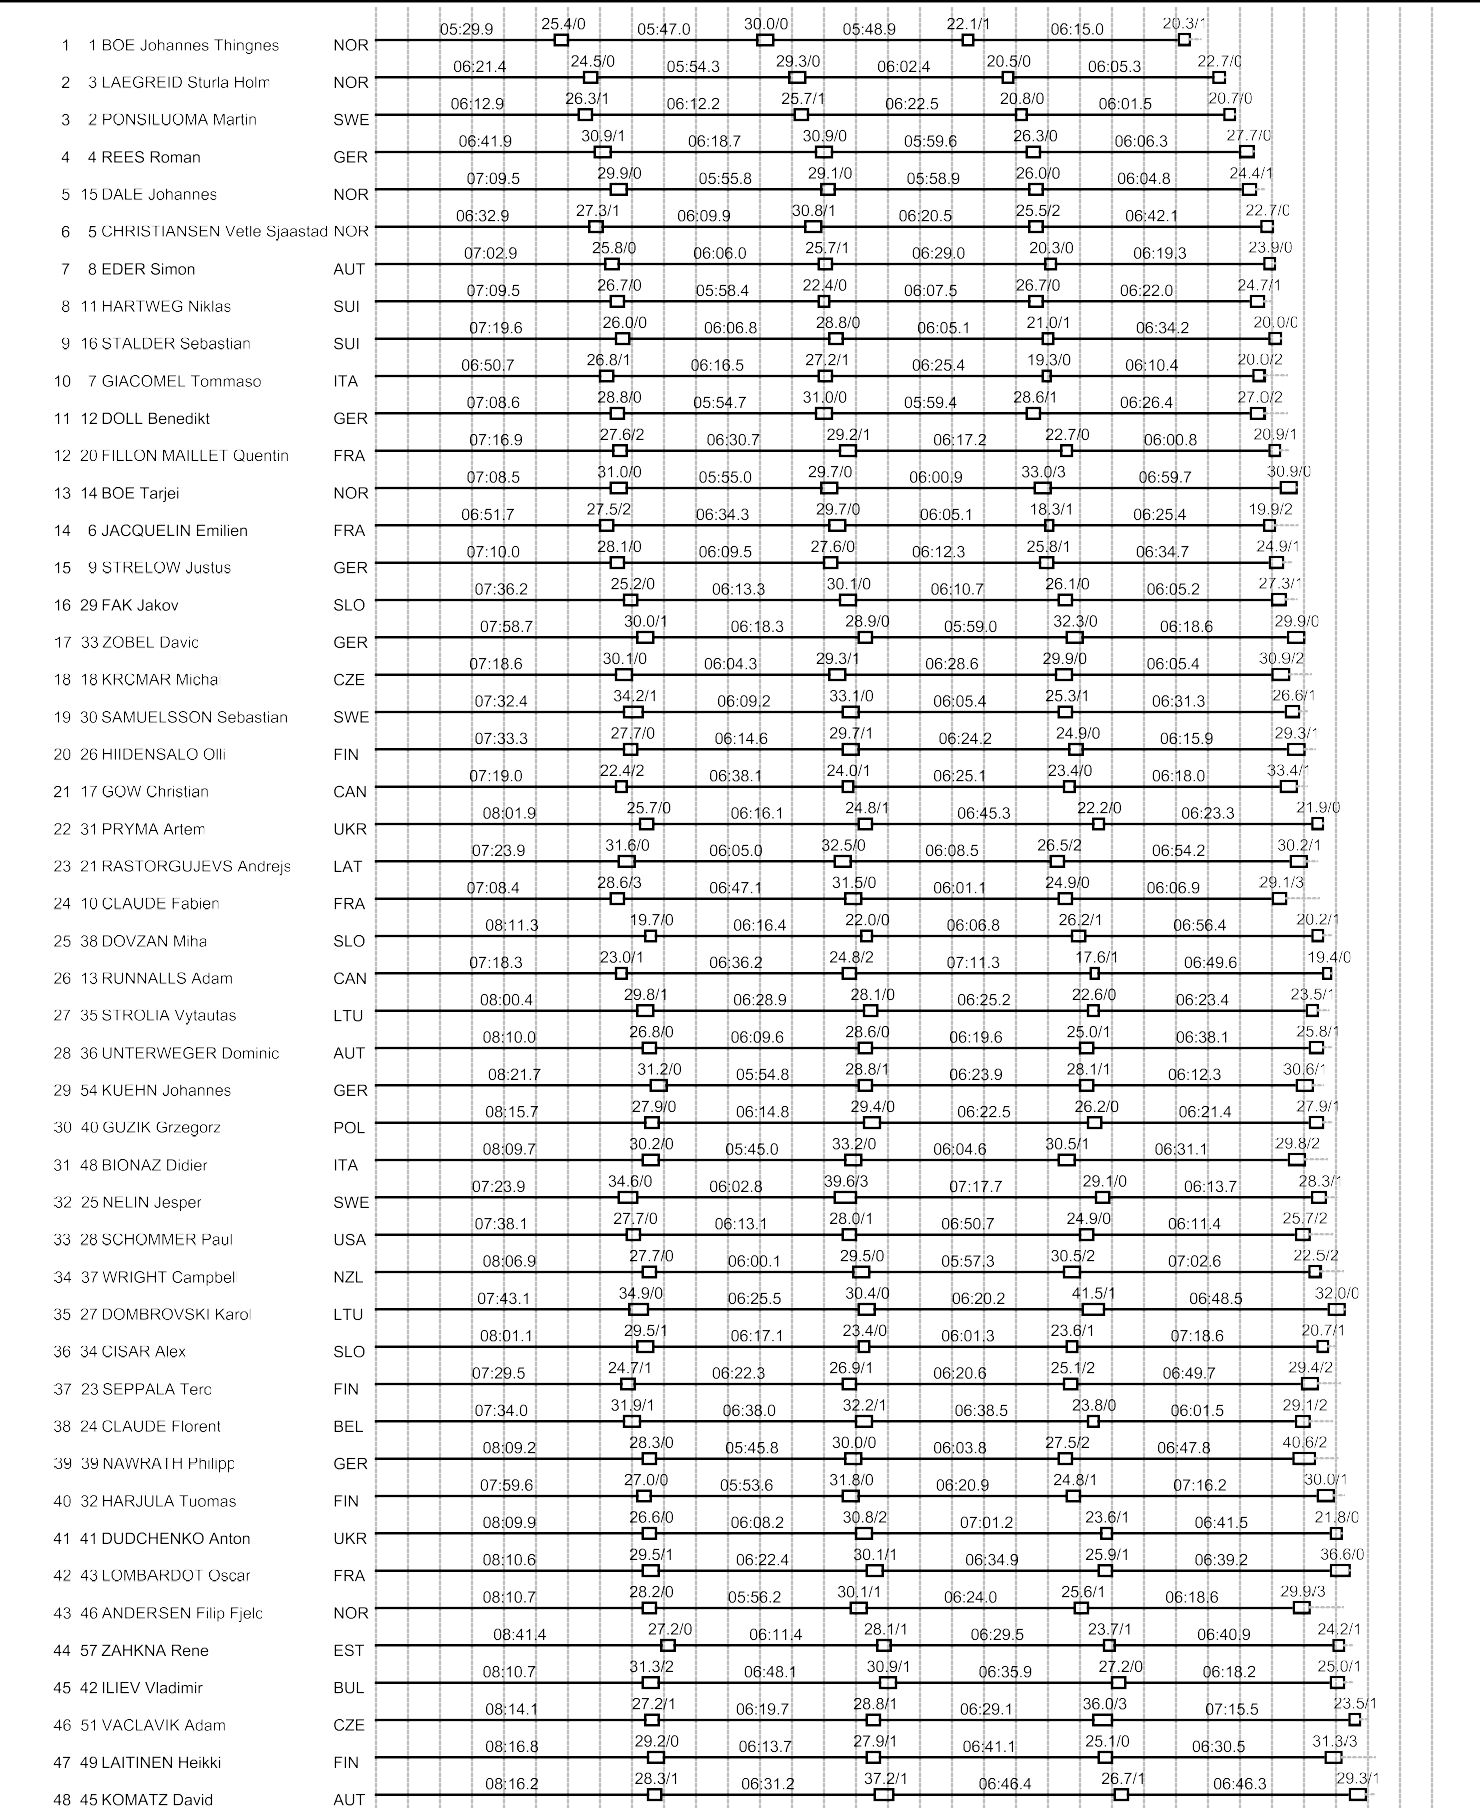 05:29.9 25.4/0 05:47.0 30.0/0 05:48.9 22.1/1 06:15.0 20.3/1
1 1 BOE Johannes Thingnes NOR
06:21.4 24.5/0 05:54.3 29.3/0 06:02.4 20.5/0 06:05.3 22.7/0
2 3 LAEGREID Sturla Holm NOR
06:12.9 26.3/1 06:12.2 25.7/1 06:22.5 20.8/0 06:01.5 20.7/0
3 2 PONSILUOMA Martin SWE
06:41.9 30.9/1 06:18.7 30.9/0 05:59.6 26.3/0 06:06.3 27.7/0
4 4 REES Roman GER
07:09.5 29.9/0 05:55.8 29.1/0 05:58.9 26.0/0 06:04.8 24.4/1
5 15 DALE Johannes NOR
06:32.9 27.3/1 06:09.9 30.8/1 06:20.5 25.5/2 06:42.1 22.7/0
6 5 CHRISTIANSEN Vetle Sjaastad NOR
07:02.9 25.8/0 06:06.0 25.7/1 06:29.0 20.3/0 06:19.3 23.9/0
7 8 EDER Simon AUT
07:09.5 26.7/0 05:58.4 22.4/0 06:07.5 26.7/0 06:22.0 24.7/1
8 11 HARTWEG Niklas SUI
07:19.6 26.0/0 06:06.8 28.8/0 06:05.1 21.0/1 06:34.2 20.0/0
9 16 STALDER Sebastian SUI
06:50.7 26.8/1 06:16.5 27.2/1 06:25.4 19.3/0 06:10.4 20.0/2
10 7 GIACOMEL Tommaso ITA
07:08.6 28.8/0 05:54.7 31.0/0 05:59.4 28.6/1 06:26.4 27.0/2
11 12 DOLL Benedikt GER
07:16.9 27.6/2 06:30.7 29.2/1 06:17.2 22.7/0 06:00.8 20.9/1
12 20 FILLON MAILLET Quentin FRA
07:08.5 31.0/0 05:55.0 29.7/0 06:00.9 33.0/3 06:59.7 30.9/0
13 14 BOE Tarjei NOR
06:51.7 27.5/2 06:34.3 29.7/0 06:05.1 18.3/1 06:25.4 19.9/2
14 6 JACQUELIN Emilien FRA
07:10.0 28.1/0 06:09.5 27.6/0 06:12.3 25.8/1 06:34.7 24.9/1
15 9 STRELOW Justus GER
07:36.2 25.2/0 06:13.3 30.1/0 06:10.7 26.1/0 06:05.2 27.3/1
16 29 FAK Jakov SLO
07:58.7 30.0/1 06:18.3 28.9/0 05:59.0 32.3/0 06:18.6 29.9/0
17 33 ZOBEL Davic GER
07:18.6 30.1/0 06:04.3 29.3/1 06:28.6 29.9/0 06:05.4 30.9/2
18 18 KRCMAR Michal CZE
07:32.4 34.2/1 06:09.2 33.1/0 06:05.4 25.3/1 06:31.3 26.6/1
19 30 SAMUELSSON Sebastian SWE
07:33.3 27.7/0 06:14.6 29.7/1 06:24.2 24.9/0 06:15.9 29.3/1
20 26 HIIDENSALO Olli FIN
07:19.0 22.4/2 06:38.1 24.0/1 06:25.1 23.4/0 06:18.0 33.4/1
21 17 GOW Christian CAN
08:01.9 25.7/0 06:16.1 24.8/1 06:45.3 22.2/0 06:23.3 21.9/0
22 31 PRYMA Artem UKR
07:23.9 31.6/0 06:05.0 32.5/0 06:08.5 26.5/2 06:54.2 30.2/1
23 21 RASTORGUJEVS Andrejs LAT
07:08.4 28.6/3 06:47.1 31.5/0 06:01.1 24.9/0 06:06.9 29.1/3
24 10 CLAUDE Fabien FRA
08:11.3 19.7/0 06:16.4 22.0/0 06:06.8 26.2/1 06:56.4 20.2/1
25 38 DOVZAN Miha SLO
07:18.3 23.0/1 06:36.2 24.8/2 07:11.3 17.6/1 06:49.6 19.4/0
26 13 RUNNALLS Adam CAN
08:00.4 29.8/1 06:28.9 28.1/0 06:25.2 22.6/0 06:23.4 23.5/1
27 35 STROLIA Vytautas LTU
08:10.0 26.8/0 06:09.6 28.6/0 06:19.6 25.0/1 06:38.1 25.8/1
28 36 UNTERWEGER Dominic AUT
08:21.7 31.2/0 05:54.8 28.8/1 06:23.9 28.1/1 06:12.3 30.6/1
29 54 KUEHN Johannes GER
08:15.7 27.9/0 06:14.8 29.4/0 06:22.5 26.2/0 06:21.4 27.9/1
30 40 GUZIK Grzegorz POL
08:09.7 30.2/0 05:45.0 33.2/0 06:04.6 30.5/1 06:31.1 29.8/2
31 48 BIONAZ Didier ITA
07:23.9 34.6/0 06:02.8 39.6/3 07:17.7 29.1/0 06:13.7 28.3/1
32 25 NELIN Jesper SWE
07:38.1 27.7/0 06:13.1 28.0/1 06:50.7 24.9/0 06:11.4 25.7/2
33 28 SCHOMMER Paul USA
08:06.9 27.7/0 06:00.1 29.5/0 05:57.3 30.5/2 07:02.6 22.5/2
34 37 WRIGHT Campbel NZL
07:43.1 34.9/0 06:25.5 30.4/0 06:20.2 41.5/1 06:48.5 32.0/0
35 27 DOMBROVSKI Karol LTU
08:01.1 29.5/1 06:17.1 23.4/0 06:01.3 23.6/1 07:18.6 20.7/1
36 34 CISAR Alex SLO
07:29.5 24.7/1 06:22.3 26.9/1 06:20.6 25.1/2 06:49.7 29.4/2
37 23 SEPPALA Terc FIN
07:34.0 31.9/1 06:38.0 32.2/1 06:38.5 23.8/0 06:01.5 29.1/2
38 24 CLAUDE Florent BEL
08:09.2 28.3/0 05:45.8 30.0/0 06:03.8 27.5/2 06:47.8 40.6/2
39 39 NAWRATH Philipp GER
07:59.6 27.0/0 05:53.6 31.8/0 06:20.9 24.8/1 07:16.2 30.0/1
40 32 HARJULA Tuomas FIN
08:09.9 26.6/0 06:08.2 30.8/2 07:01.2 23.6/1 06:41.5 21.8/0
41 41 DUDCHENKO Anton UKR
08:10.6 29.5/1 06:22.4 30.1/1 06:34.9 25.9/1 06:39.2 36.6/0
42 43 LOMBARDOT Oscar FRA
08:10.7 28.2/0 05:56.2 30.1/1 06:24.0 25.6/1 06:18.6 29.9/3
43 46 ANDERSEN Filip Fjelc NOR
08:41.4 27.2/0 06:11.4 28.1/1 06:29.5 23.7/1 06:40.9 24.2/1
44 57 ZAHKNA Rene EST
08:10.7 31.3/2 06:48.1 30.9/1 06:35.9 27.2/0 06:18.2 25.0/1
45 42 ILIEV Vladimir BUL
08:14.1 27.2/1 06:19.7 28.8/1 06:29.1 36.0/3 07:15.5 23.5/1
46 51 VACLAVIK Adam CZE
08:16.8 29.2/0 06:13.7 27.9/1 06:41.1 25.1/0 06:30.5 31.3/3
47 49 LAITINEN Heikki FIN
08:16.2 28.3/1 06:31.2 37.2/1 06:46.4 26.7/1 06:46.3 29.3/1
48 45 KOMATZ David AUT